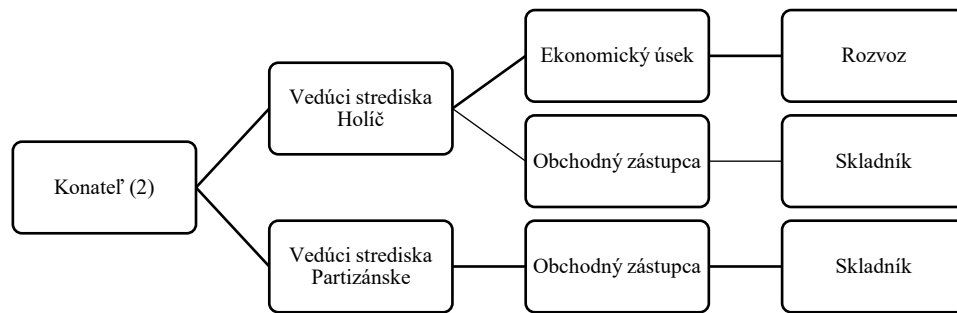 Ekonomický úsek
Rozvoz
Vedúci strediska
Holíč
Obchodný zástupca
Skladník
Konateľ (2)
Vedúci strediska
Partizánske
Obchodný zástupca
Skladník